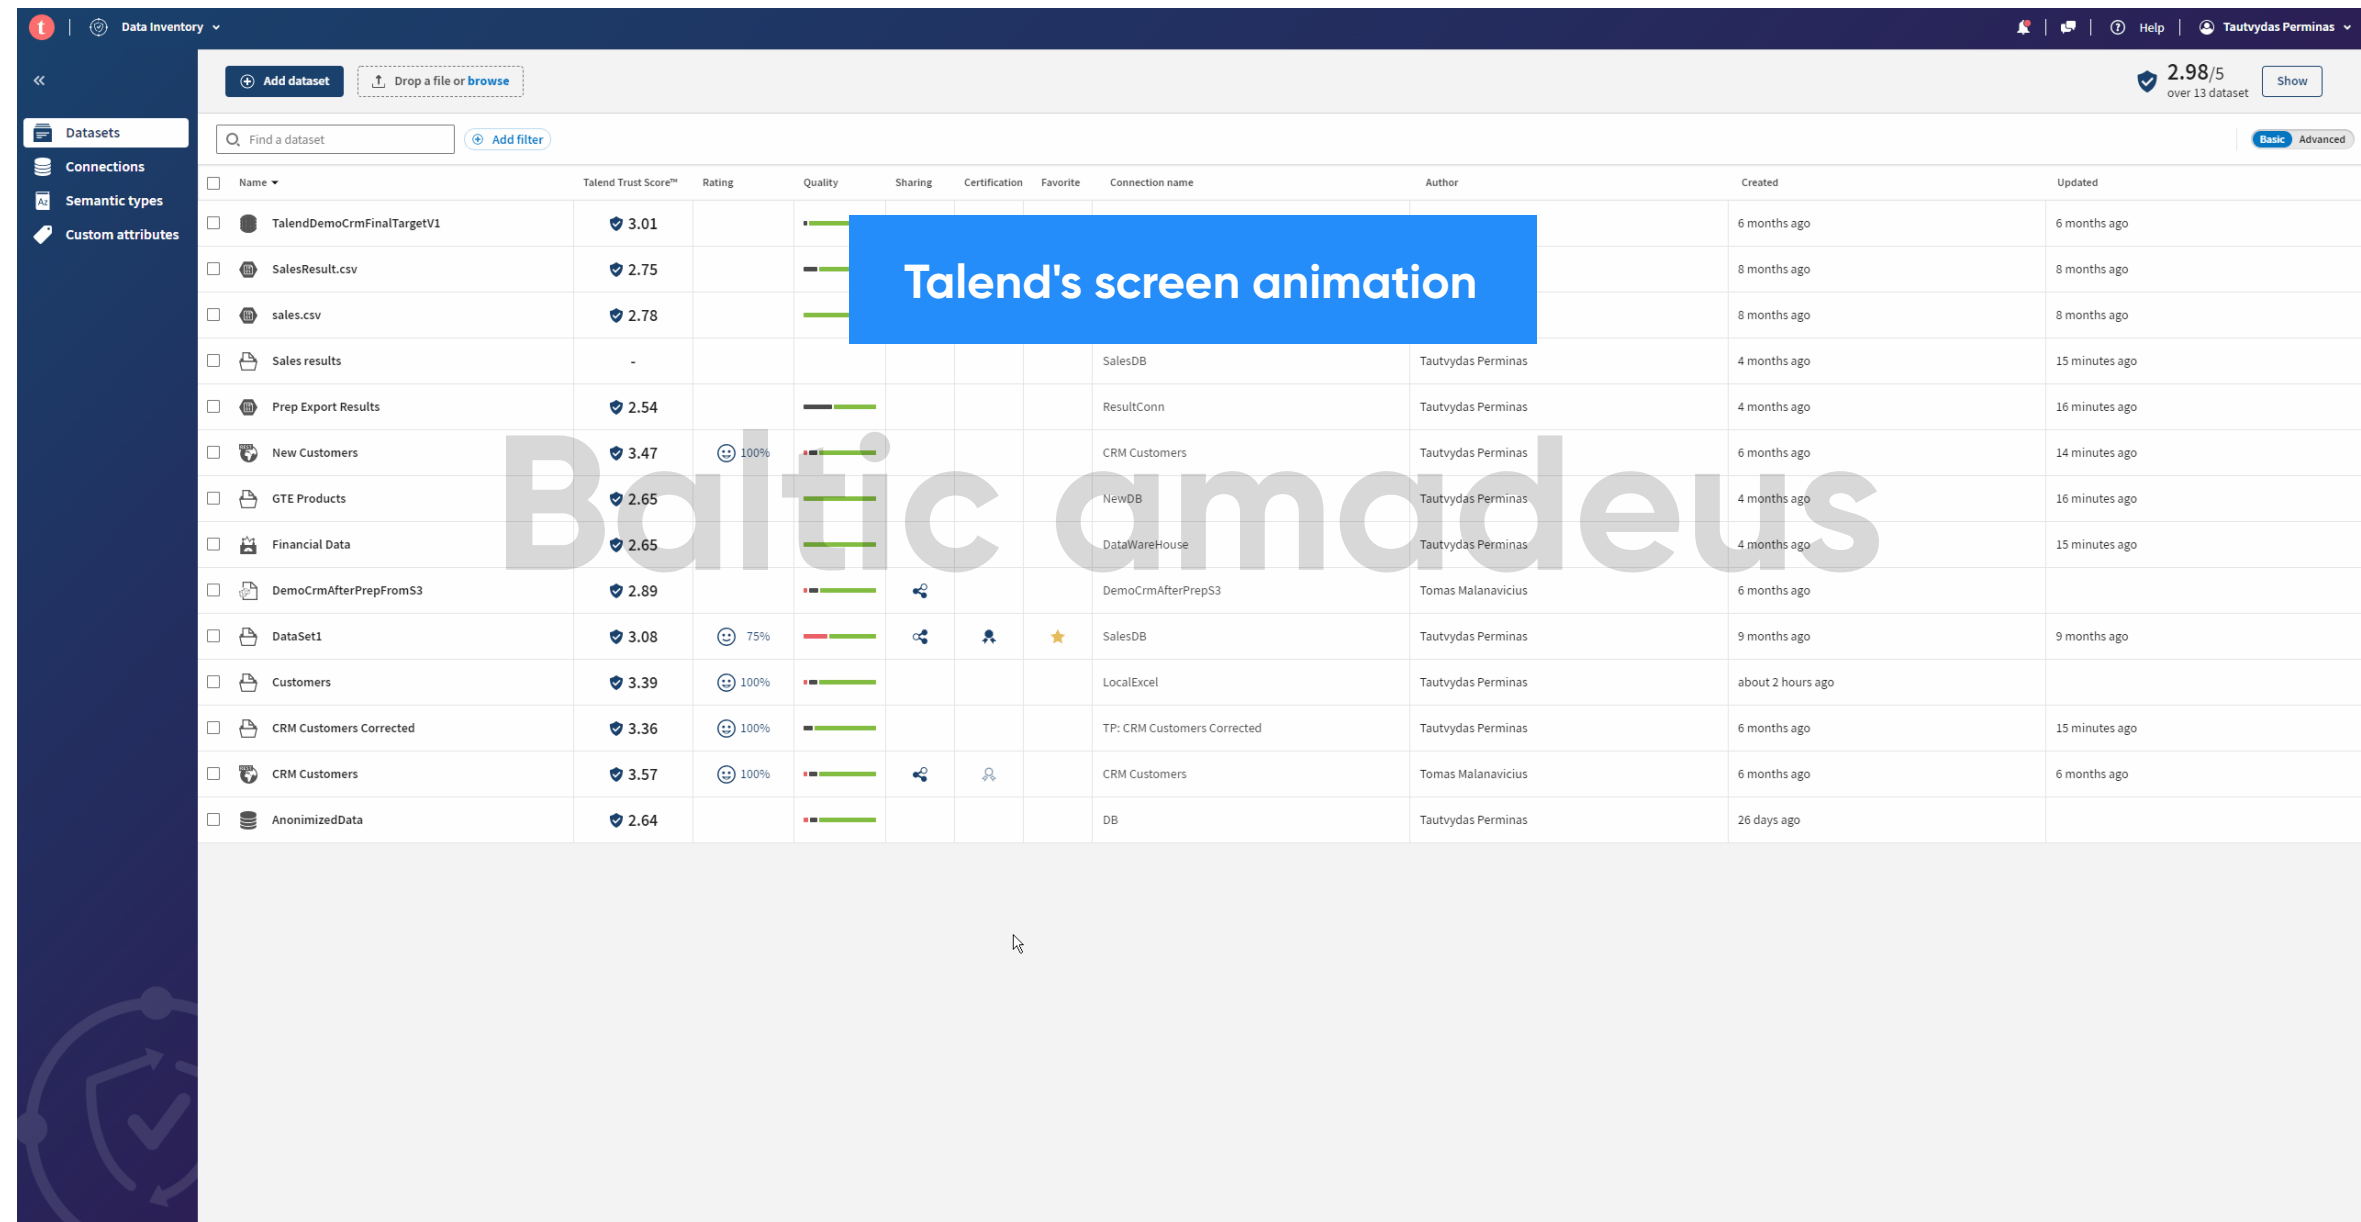 t Data Inventory Help Tautvydas Perminas
Add dataset Drop a file or browse 2.98/5 Show
over 13 dataset
Datasets Find a dataset Add filter Basic Advanced
Connections
Semantic types
Custom attributes
Name Talend Trust Score™ Rating Quality Sharing Certification Favorite Connection name Author Created Updated
TalendDemoCrmFinalTargetV1 3.01 6 months ago 6 months ago
SalesResult.csv 2.75 8 months ago 8 months ago
Talend's screen animation
sales.csv 2.78 8 months ago 8 months ago
Sales results - SalesDB Tautvydas Perminas 4 months ago 15 minutes ago
Prep Export Results 2.54 ResultConn Tautvydas Perminas 4 months ago 16 minutes ago
New Customers 3.47 100% CRM Customers Tautvydas Perminas 6 months ago 14 minutes ago
GTE Products 2.65 NewDB Tautvydas Perminas 4 months ago 16 minutes ago
Baltic amadeus
Financial Data 2.65 DataWareHouse Tautvydas Perminas 4 months ago 15 minutes ago
DemoCrmAfterPrepFromS3 2.89 DemoCrmAfterPrepS3 Tomas Malanavicius 6 months ago
DataSet1 3.08 75% SalesDB Tautvydas Perminas 9 months ago 9 months ago
Customers 3.39 100% LocalExcel Tautvydas Perminas about 2 hours ago
CRM Customers Corrected 3.36 100% TP: CRM Customers Corrected Tautvydas Perminas 6 months ago 15 minutes ago
CRM Customers 3.57 100% CRM Customers Tomas Malanavicius 6 months ago 6 months ago
AnonimizedData 2.64 DB Tautvydas Perminas 26 days ago